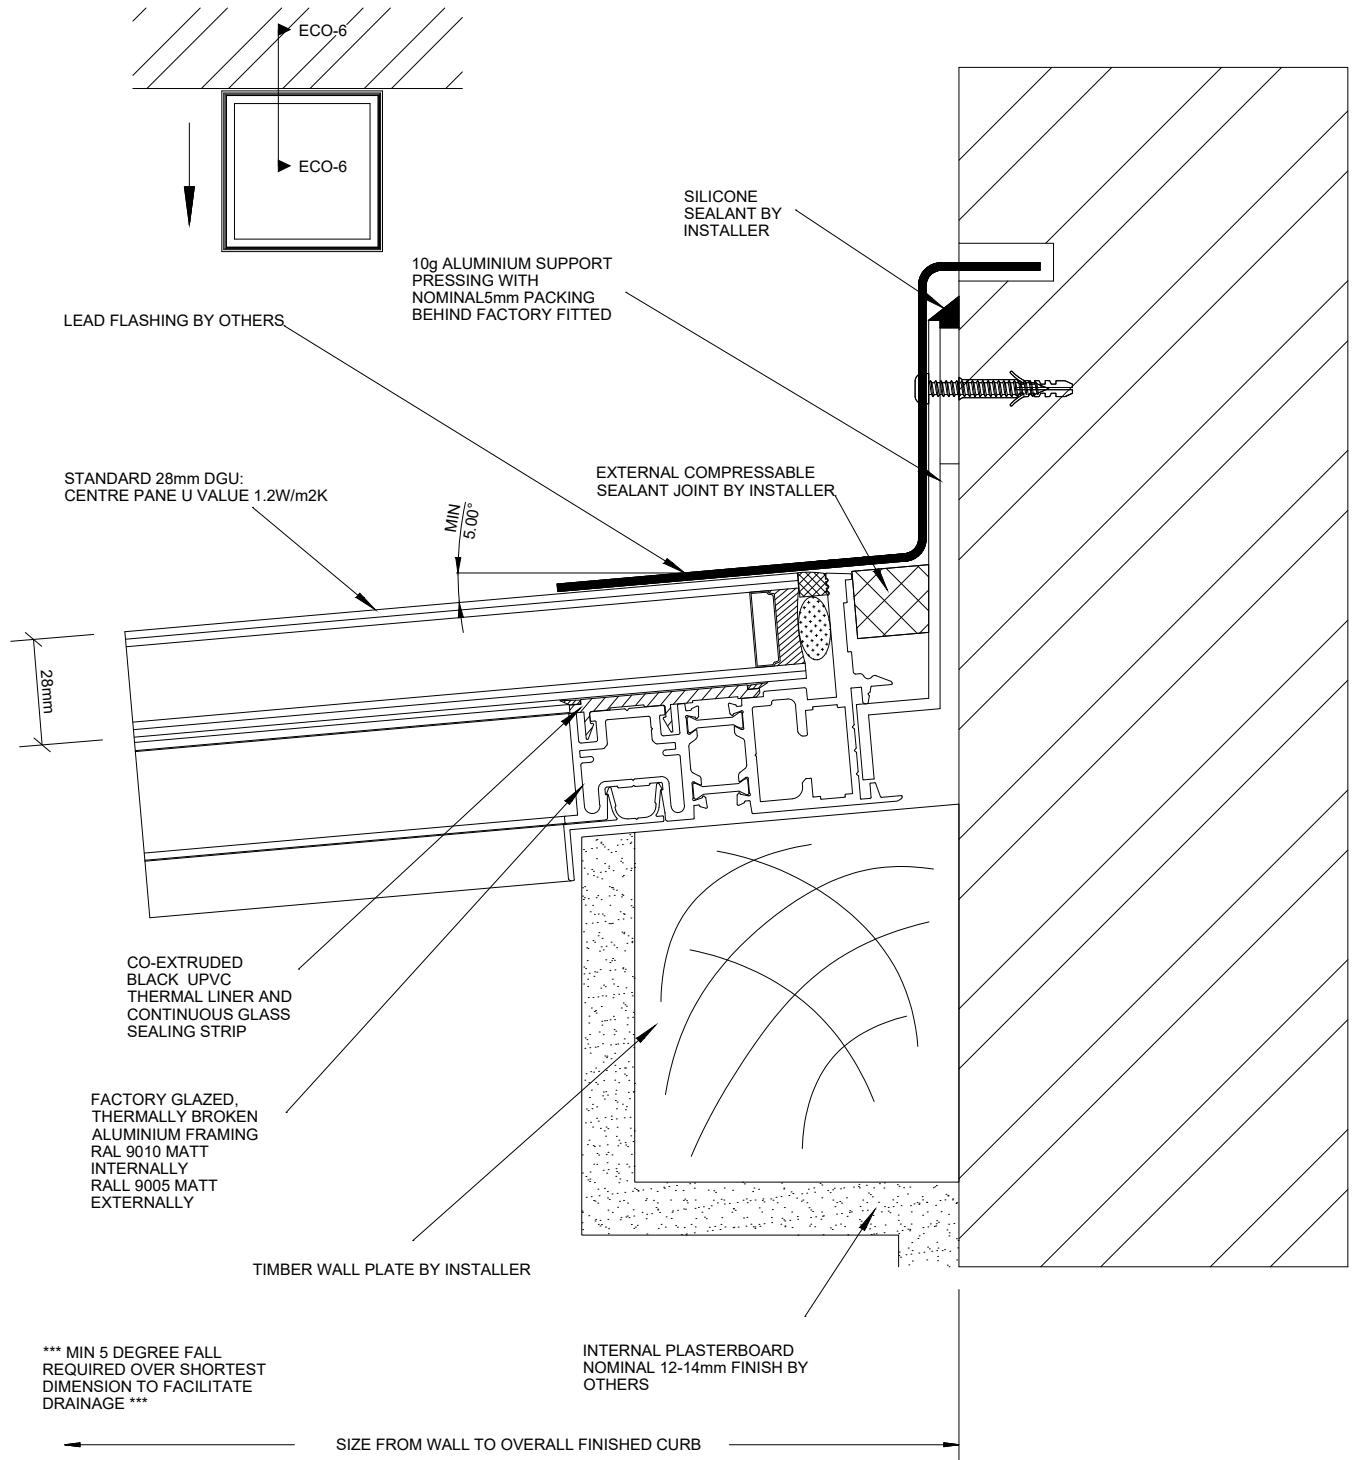 ECO-6
ECO-6
SILICONE
SEALANT BY
INSTALLER
10g ALUMINIUM SUPPORT
PRESSING WITH
NOMINAL5mm PACKING
BEHIND FACTORY FITTED
LEAD FLASHING BY OTHERS
STANDARD 28mm DGU:
CENTRE PANE U VALUE 1.2W/m2K
EXTERNAL COMPRESSABLE
SEALANT JOINT BY INSTALLER
MIN
5.00°
28mm
CO-EXTRUDED
BLACK UPVC
THERMAL LINER AND
CONTINUOUS GLASS
SEALING STRIP
FACTORY GLAZED,
THERMALLY BROKEN
ALUMINIUM FRAMING
RAL 9010 MATT
INTERNALLY
RALL 9005 MATT
EXTERNALLY
TIMBER WALL PLATE BY INSTALLER
INTERNAL PLASTERBOARD
NOMINAL 12-14mm FINISH BY
OTHERS
*** MIN 5 DEGREE FALL
REQUIRED OVER SHORTEST
DIMENSION TO FACILITATE
DRAINAGE ***
SIZE FROM WALL TO OVERALL FINISHED CURB